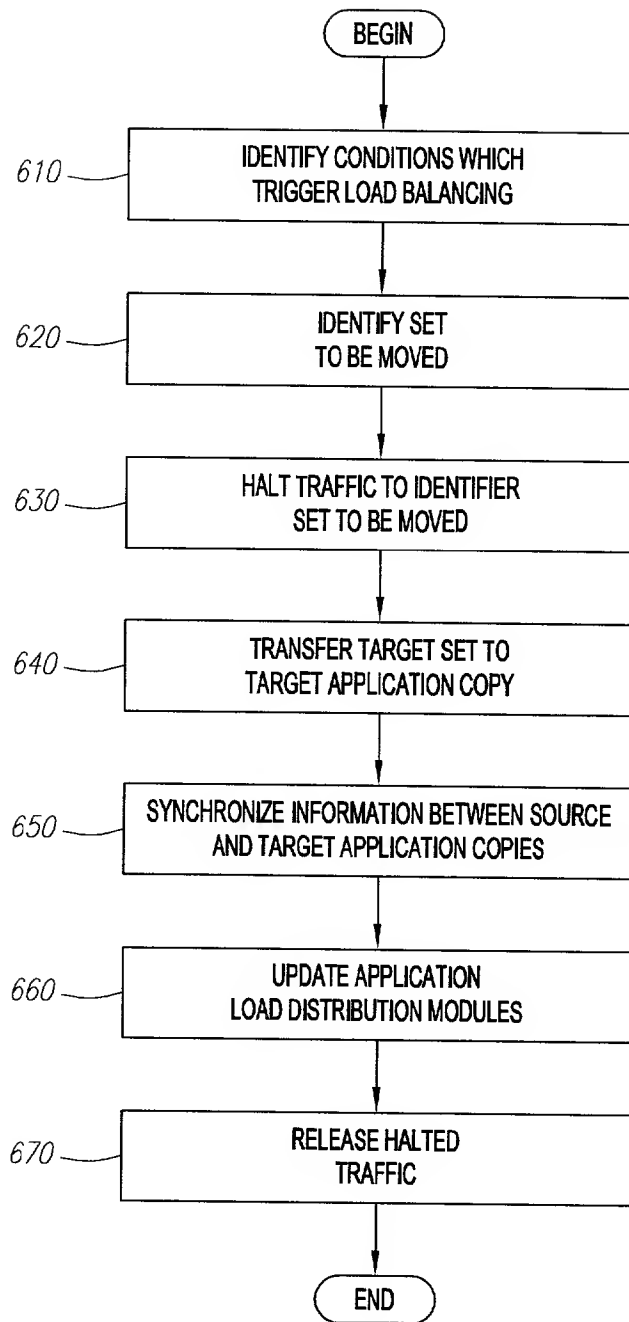 BEGIN
610
IDENTIFY CONDITIONS WHICH
TRIGGER LOAD BALANCING
620
IDENTIFY SET
TO BE MOVED
630
HALT TRAFFIC TO IDENTIFIER
SET TO BE MOVED
640
TRANSFER TARGET SET TO
TARGET APPLICATION COPY
650
SYNCHRONIZE INFORMATION BETWEEN SOURCE
AND TARGET APPLICATION COPIES
660
UPDATE APPLICATION
LOAD DISTRIBUTION MODULES
670
RELEASE HALTED
TRAFFIC
END